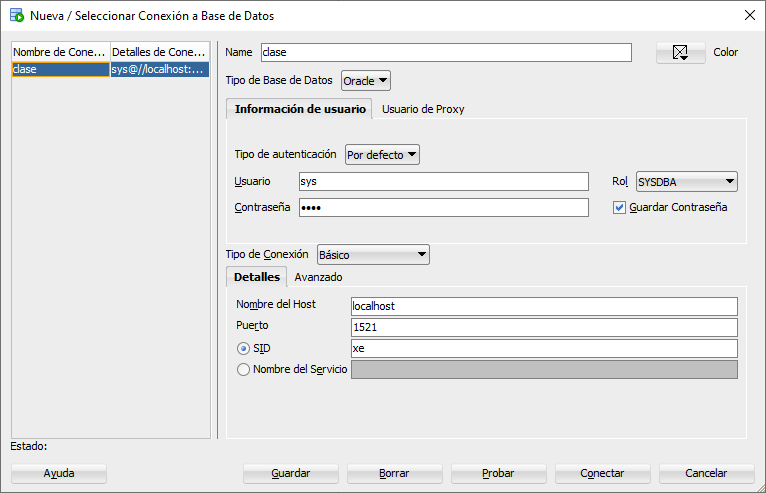 Nueva / Seleccionar Conexión a Base de Datos
Nombre de Cone... Detalles de Cone...
clase sys@//localhost:...
Name clase Color
Tipo de Base de Datos Oracle
Información de usuario Usuario de Proxy
Tipo de autenticación Por defecto
Usuario sys Rol SYSDBA
Contraseña •••• Guardar Contraseña
Tipo de Conexión Básico
Detalles Avanzado
Nombre del Host localhost
Puerto 1521
SID xe
Nombre del Servicio
Estado:
Ayuda Guardar Borrar Probar Conectar Cancelar